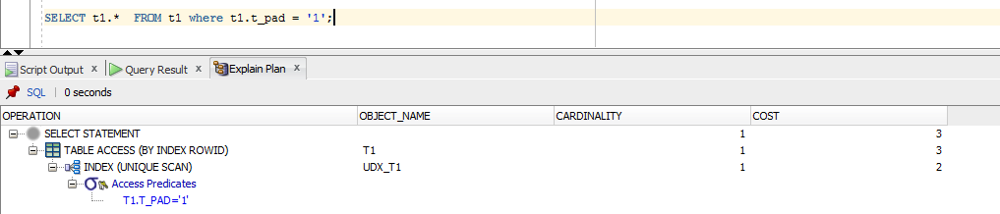 SELECT t1.*  FROM t1 where t1.t_pad = '1';
Script Output x Query Result x Explain Plan x
SQL | 0 seconds
OPERATION OBJECT_NAME CARDINALITY COST
SELECT STATEMENT 1 3
TABLE ACCESS (BY INDEX ROWID) T1 1 3
INDEX (UNIQUE SCAN) UDX_T1 1 2
Access Predicates
T1.T_PAD='1'